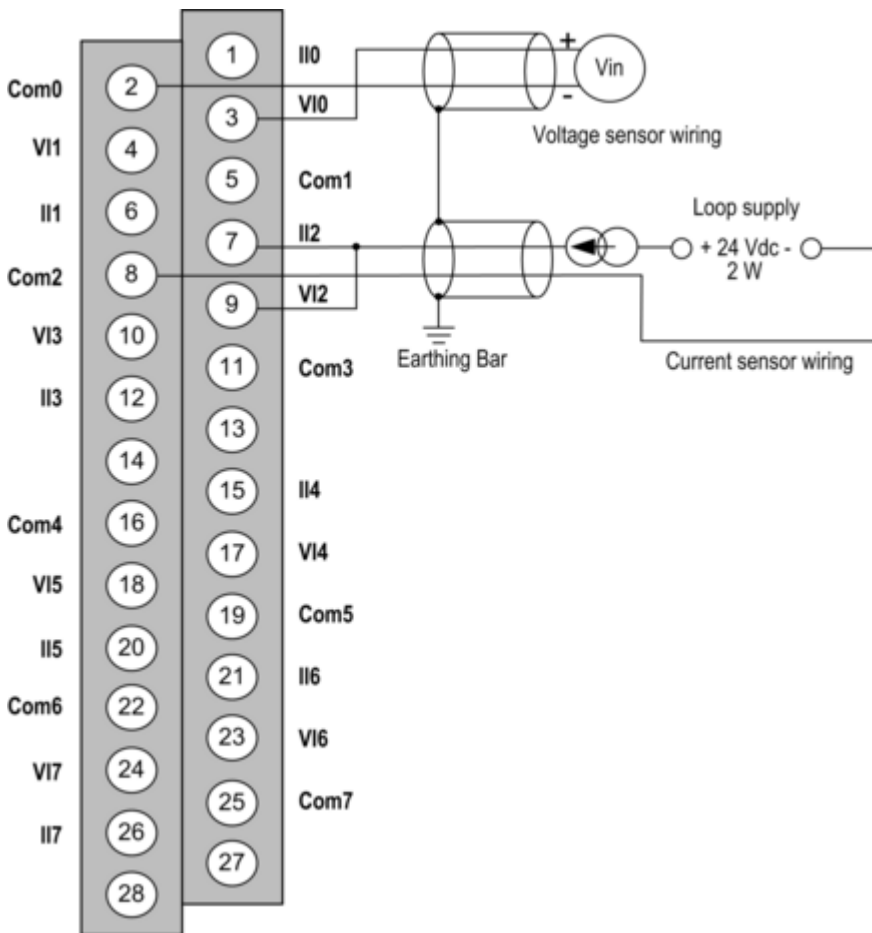 1 II0
+
Vin
Com0 2
-
3 VI0
Voltage sensor wiring
VI1 4
5 Com1
II1 6
Loop supply
7 II2
+ 24 Vdc -
2 W
Com2 8
9 VI2
VI3 10
Earthing Bar
Current sensor wiring
11 Com3
II3 12
13
14
15 II4
Com4 16
17 VI4
VI5 18
19 Com5
II5 20
21 II6
Com6 22
23 VI6
VI7 24
25 Com7
II7 26
27
28